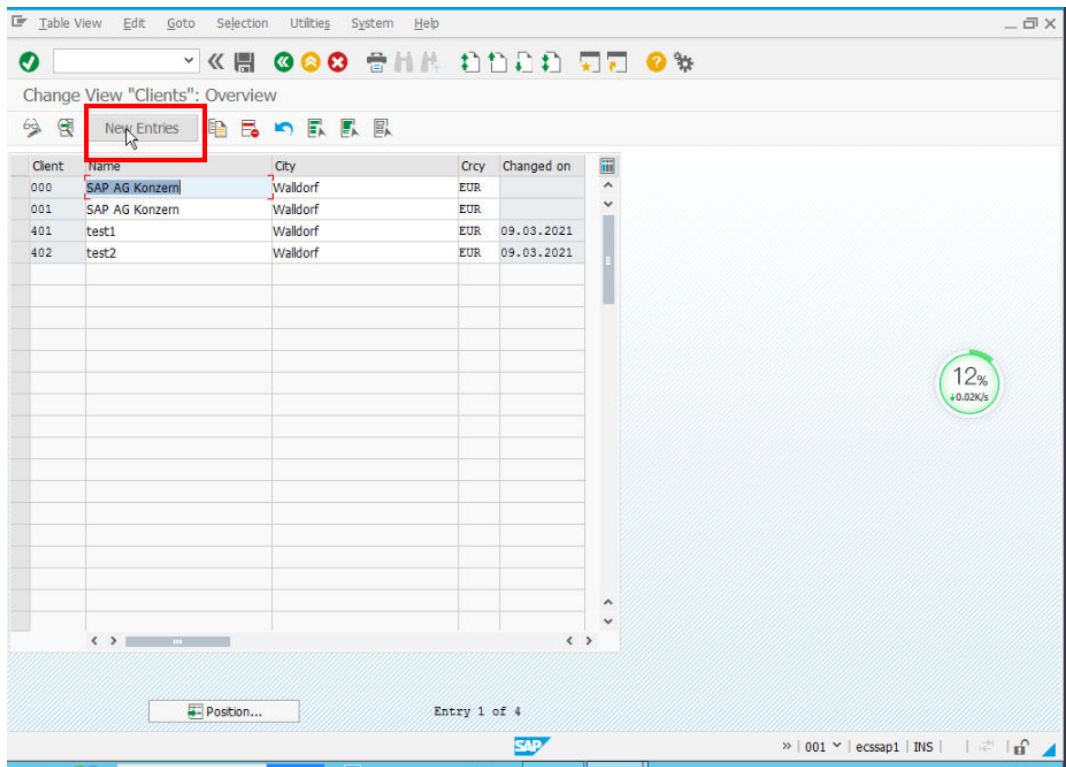 Table View Edit Goto Selection Utilities System Help
Change View "Clients": Overview
New Entries
Client Name City Crcy Changed on
000 SAP AG Konzern Walldorf EUR
001 SAP AG Konzern Walldorf EUR
401 test1 Walldorf EUR 09.03.2021
402 test2 Walldorf EUR 09.03.2021
12%
0.02K/s
Position...
Entry 1 of 4
SAP
» | 001 | ecssap1 | INS |